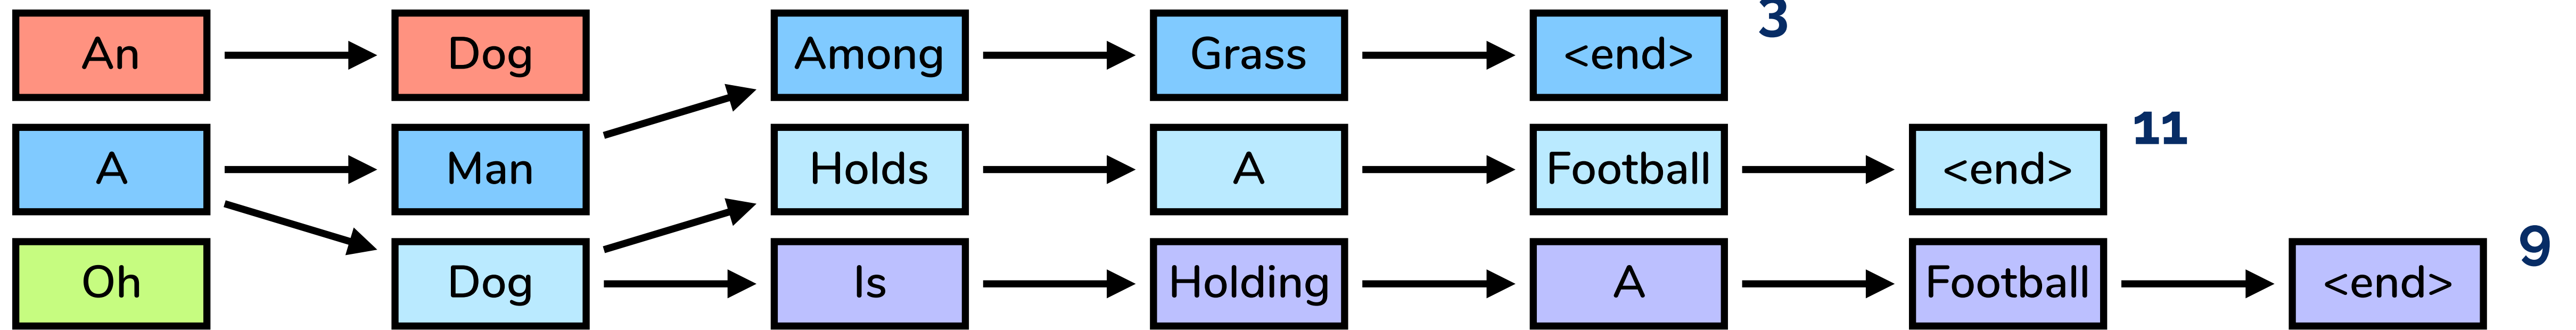 An Dog Among Grass <end> 3
A Man Holds A Football <end> 11
Oh Dog Is Holding A Football <end> 9